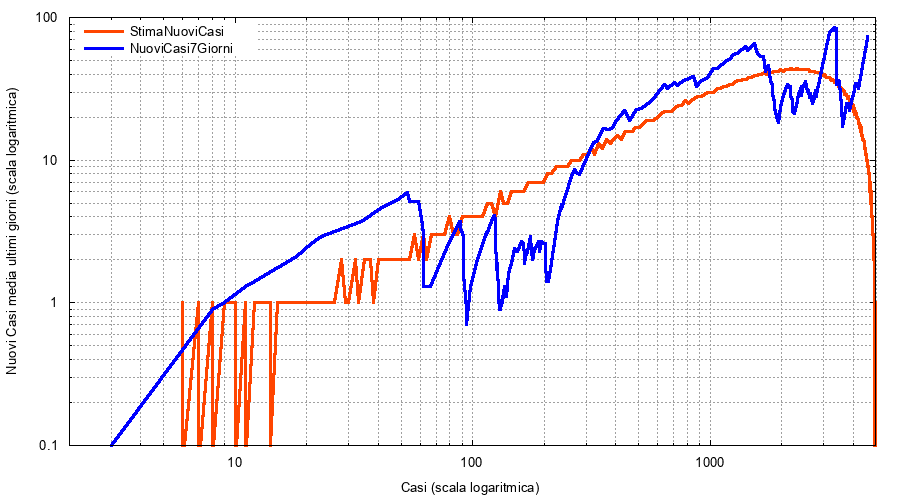 100
StimaNuoviCasi
NuoviCasi7Giorni
10
1
0.1
Nuovi Casi media ultimi giorni (scala logaritmica)
10 100 1000
Casi (scala logaritmica)